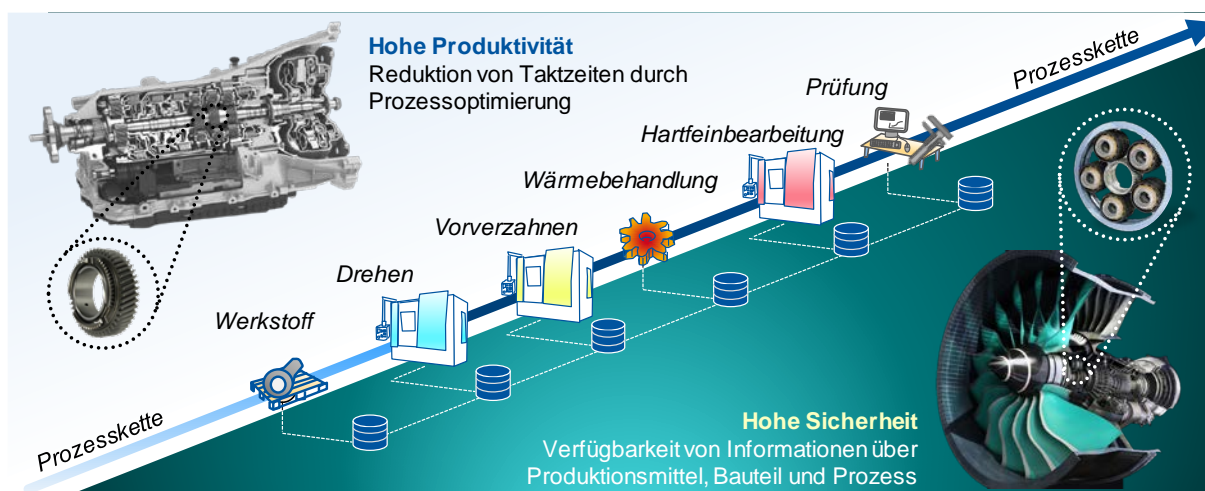 Hohe Produktivität
Reduktion von Taktzeiten durch
Prozessoptimierung
Prozesskette
Prüfung
Hartfeinbearbeitung
Wärmebehandlung
Vorverzahnen
Drehen
Werkstoff
Prozesskette
Hohe Sicherheit
Verfügbarkeit von Informationen über
Produktionsmittel, Bauteil und Prozess